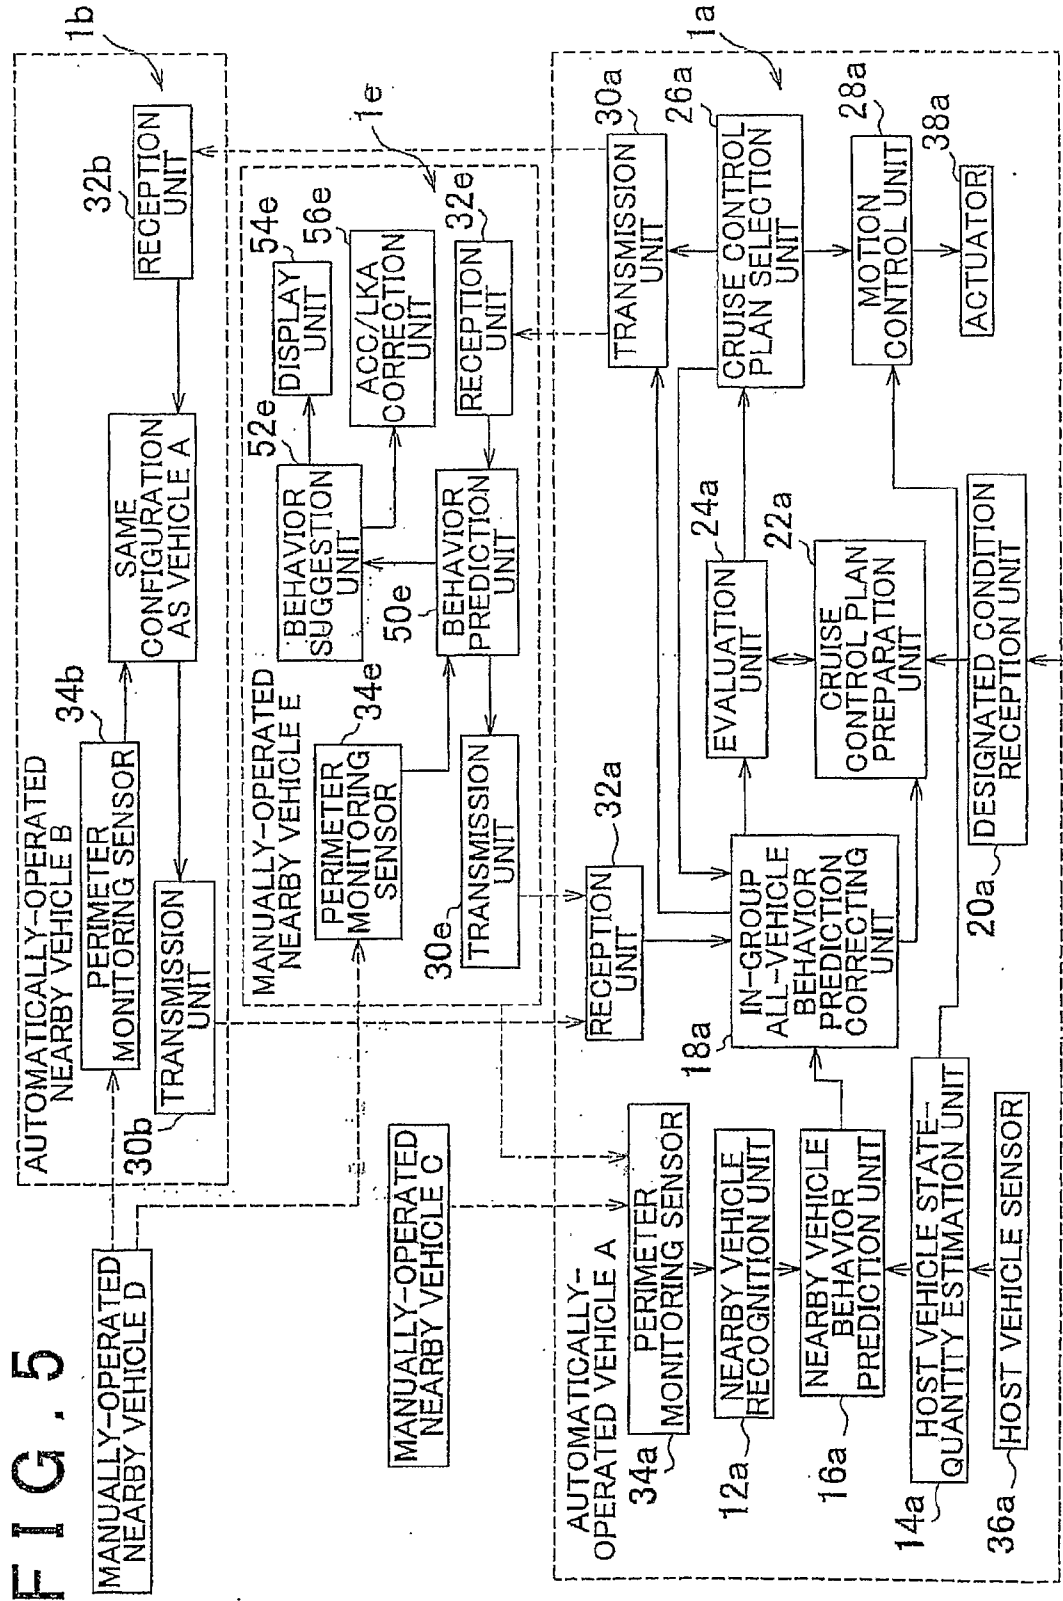 FIG. 5
MANUALLY-OPERATED
NEARBY VEHICLE D
AUTOMATICALLY-OPERATED
NEARBY VEHICLE B
1b
34b
PERIMETER
MONITORING SENSOR
30b
TRANSMISSION
UNIT
SAME
CONFIGURATION
AS VEHICLE A
32b
RECEPTION
UNIT
MANUALLY-OPERATED
NEARBY VEHICLE E
1e
34e
PERIMETER
MONITORING
SENSOR
30e
TRANSMISSION
UNIT
52e
BEHAVIOR
SUGGESTION
UNIT
50e
BEHAVIOR
PREDICTION
UNIT
54e
DISPLAY
UNIT
56e
ACC/LKA
CORRECTION
UNIT
32e
RECEPTION
UNIT
MANUALLY-OPERATED
NEARBY VEHICLE C
AUTOMATICALLY-
OPERATED VEHICLE A
1a
34a
PERIMETER
MONITORING SENSOR
12a
NEARBY VEHICLE
RECOGNITION UNIT
16a
NEARBY VEHICLE
BEHAVIOR
PREDICTION UNIT
14a
HOST VEHICLE STATE-
QUANTITY ESTIMATION UNIT
36a
HOST VEHICLE SENSOR
32a
RECEPTION
UNIT
18a
IN-GROUP
ALL-VEHICLE
BEHAVIOR
PREDICTION
CORRECTING
UNIT
24a
EVALUATION
UNIT
22a
CRUISE
CONTROL PLAN
PREPARATION
UNIT
20a
DESIGNATED CONDITION
RECEPTION UNIT
30a
TRANSMISSION
UNIT
26a
CRUISE CONTROL
PLAN SELECTION
UNIT
28a
MOTION
CONTROL UNIT
38a
ACTUATOR